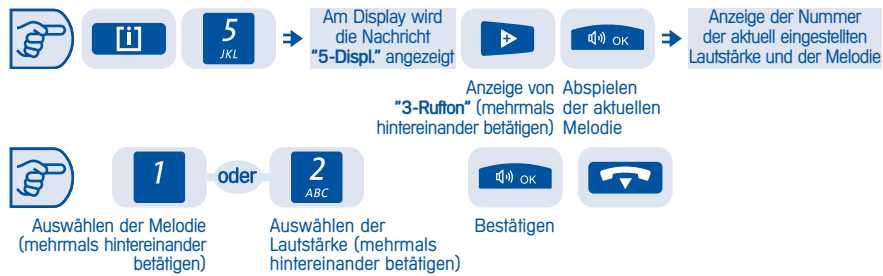 i
5
JKL
Am Display wird
die Nachricht
"5-Displ." angezeigt
OK
Anzeige der Nummer
der aktuell eingestellten
Lautstärke und der Melodie
Anzeige von
"3-Rufton" (mehrmals
hintereinander betätigen)
Abspielen
der aktuellen
Melodie
1
oder
2
ABC
OK
Auswählen der Melodie
(mehrmals hintereinander
betätigen)
Auswählen der
Lautstärke (mehrmals
hintereinander betätigen)
Bestätigen